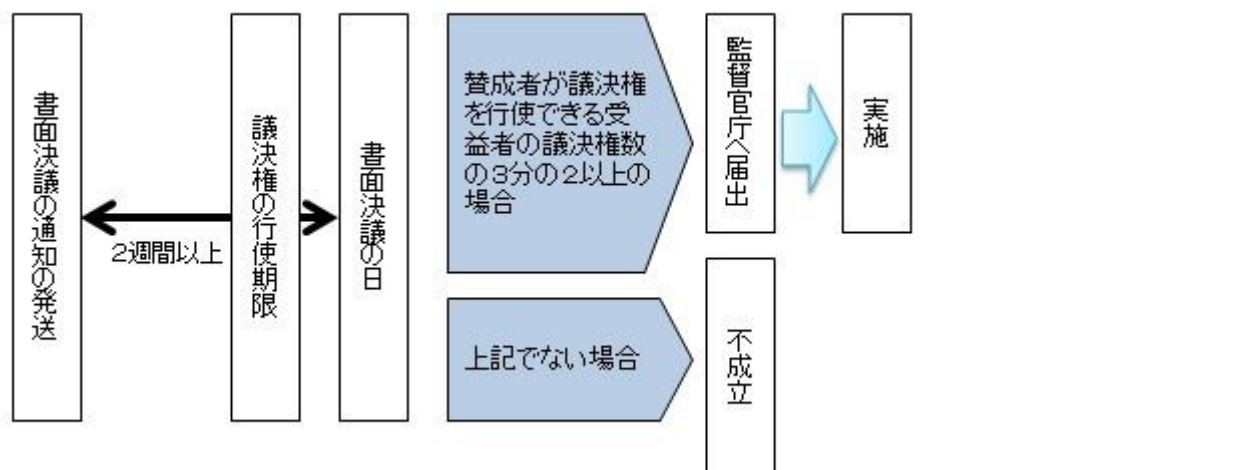 書面決議の通知の発送
2週間以上
議決権の行使期限
書面決議の日
賛成者が議決権
を行使できる受
益者の議決権数
の3分の2以上の
場合
監督官庁へ届出
実施
上記でない場合
不成立